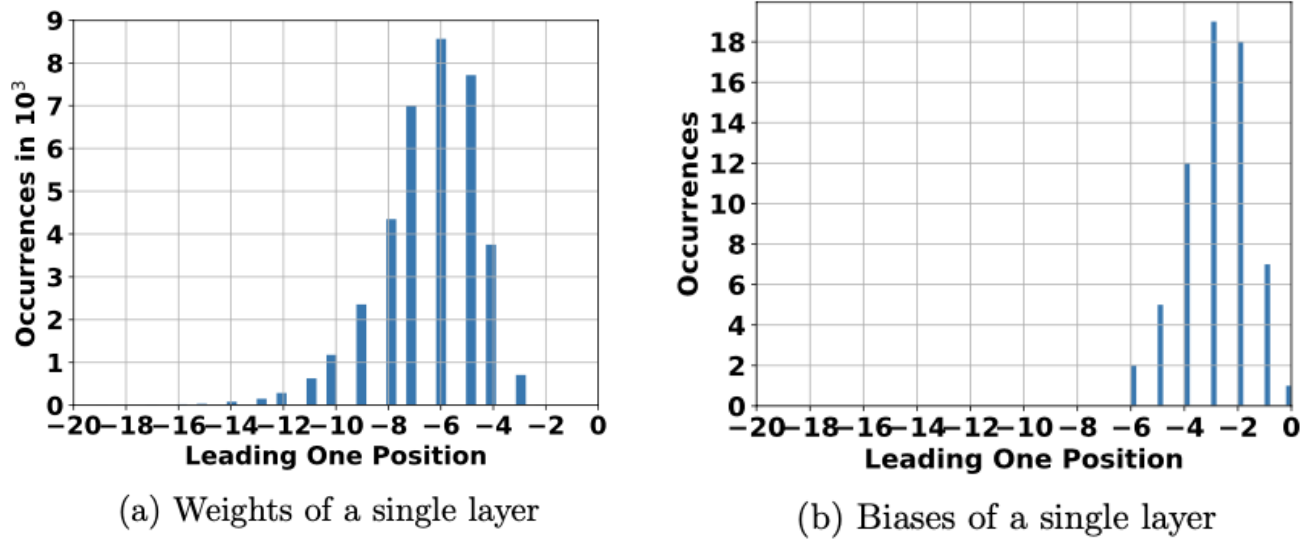 9
8
7
6
5
4
3
2
1
0
Occurrences in 10³
−20 −18 −16 −14 −12 −10 −8 −6 −4 −2 0
Leading One Position
(a) Weights of a single layer
18
16
14
12
10
8
6
4
2
0
Occurrences
−20 −18 −16 −14 −12 −10 −8 −6 −4 −2 0
Leading One Position
(b) Biases of a single layer